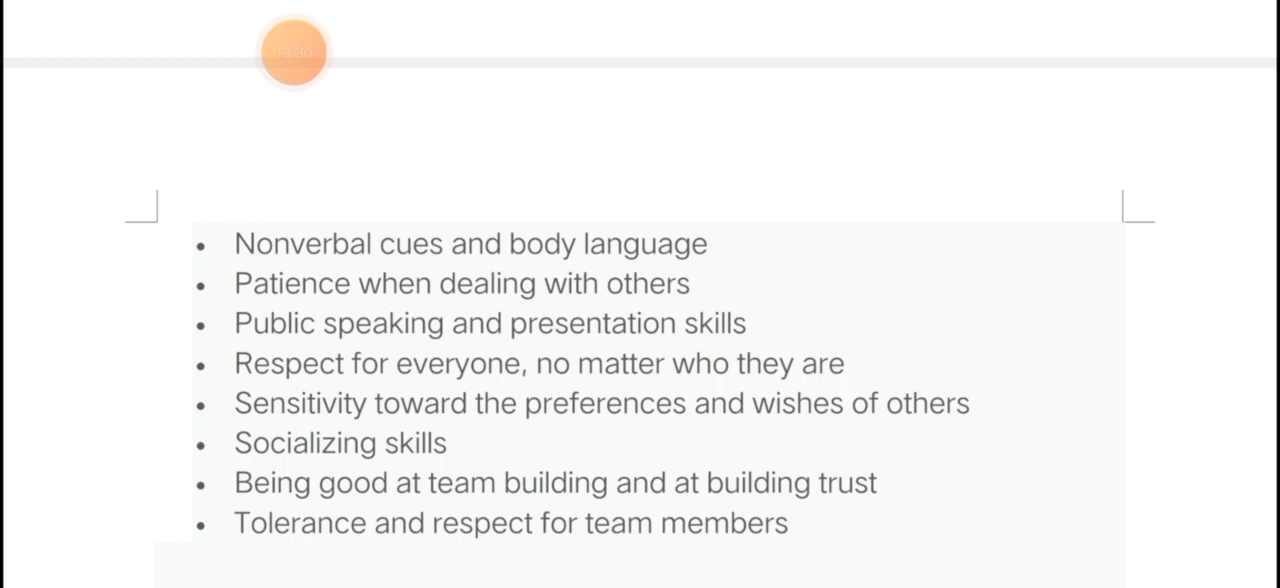 13:30
• Nonverbal cues and body language
• Patience when dealing with others
• Public speaking and presentation skills
• Respect for everyone, no matter who they are
• Sensitivity toward the preferences and wishes of others
• Socializing skills
• Being good at team building and at building trust
• Tolerance and respect for team members